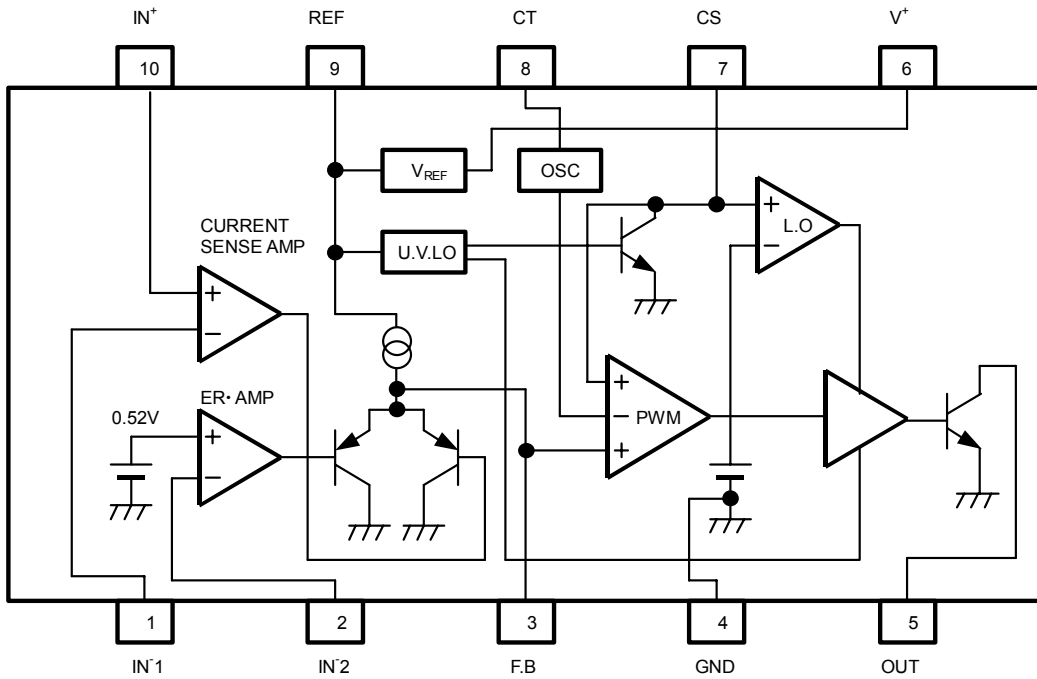 IN⁺ REF CT CS V⁺
10 9 8 7 6
V_REF OSC
+ L.O
−
CURRENT
SENSE AMP
U.V.LO
+
−
ER• AMP
0.52V
+
−
+
− PWM
+
1 2 3 4 5
IN⁻1 IN⁻2 F.B GND OUT